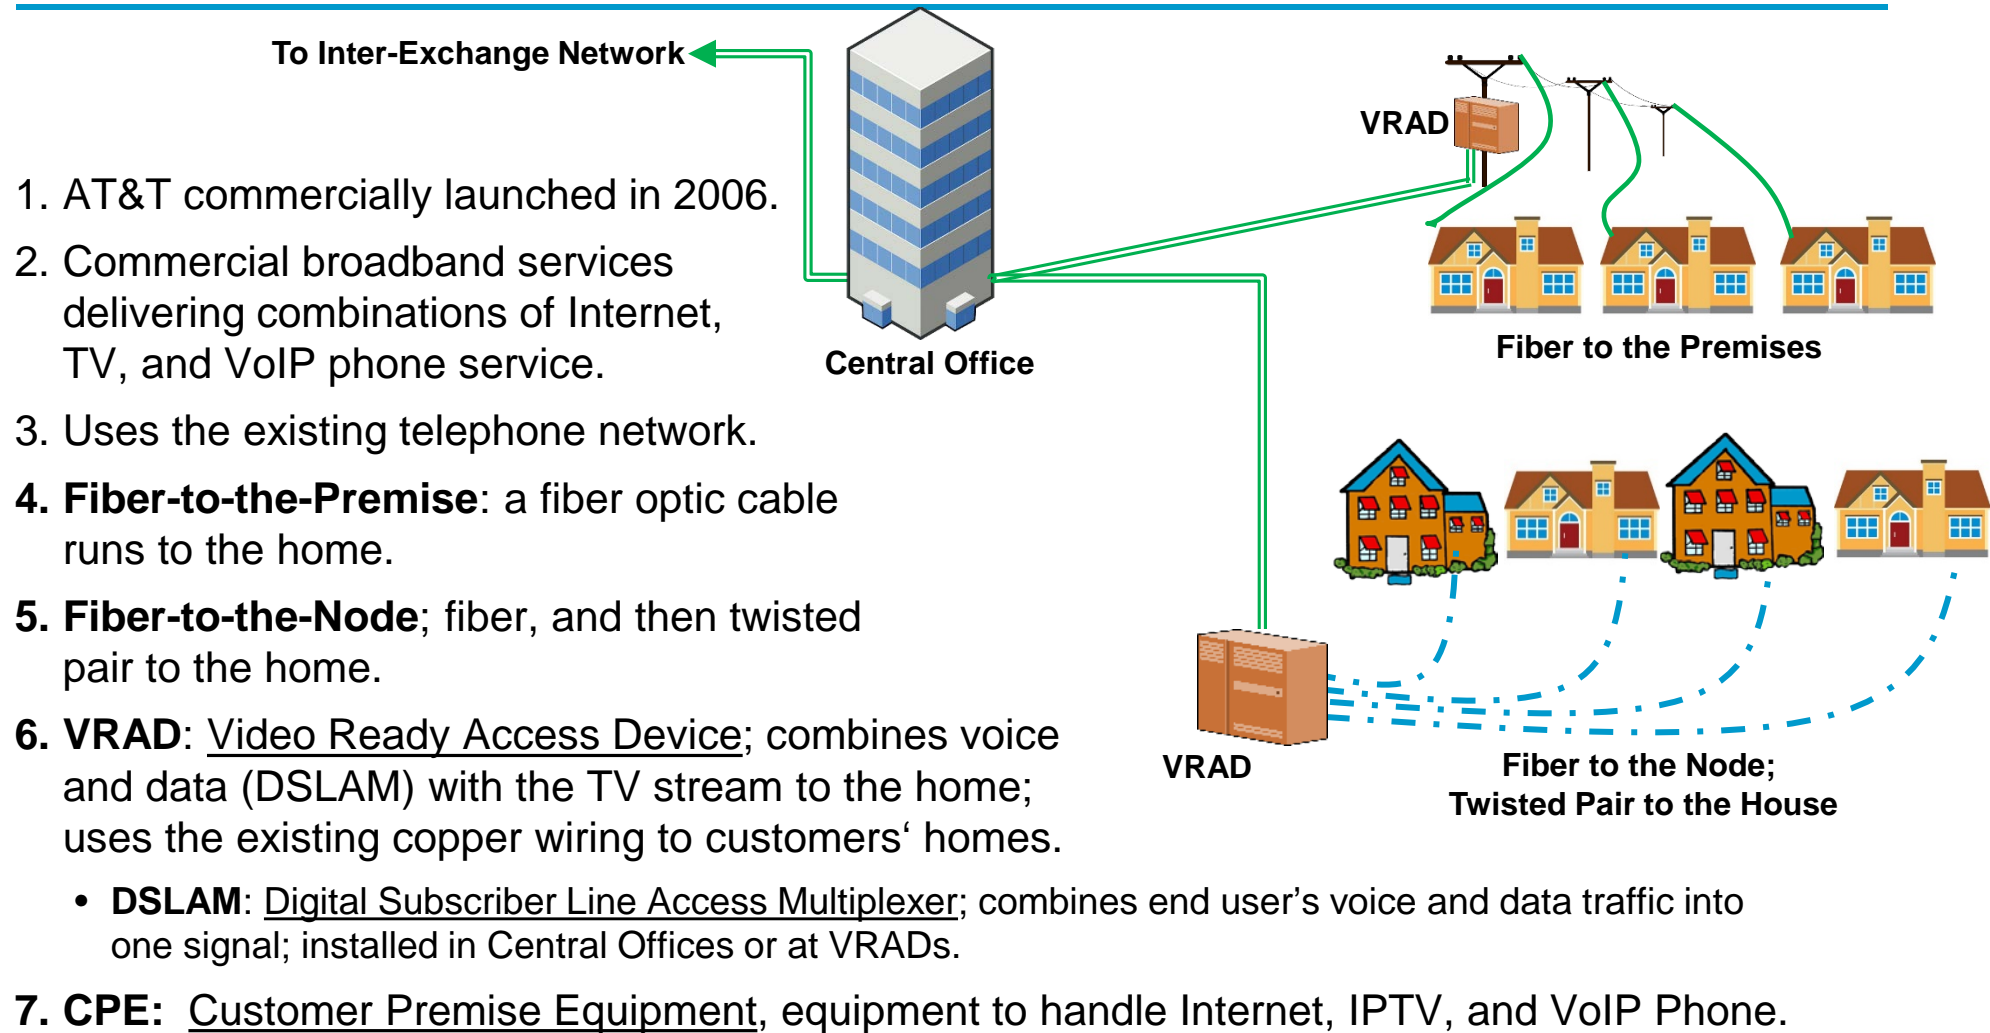 To Inter-Exchange Network
VRAD
1. AT&T commercially launched in 2006.
2. Commercial broadband services
delivering combinations of Internet,
TV, and VoIP phone service.
Central Office
Fiber to the Premises
3. Uses the existing telephone network.
4. Fiber-to-the-Premise: a fiber optic cable
runs to the home.
5. Fiber-to-the-Node; fiber, and then twisted
pair to the home.
6. VRAD: Video Ready Access Device; combines voice
and data (DSLAM) with the TV stream to the home;
uses the existing copper wiring to customers‘ homes.
VRAD
Fiber to the Node;
Twisted Pair to the House
• DSLAM: Digital Subscriber Line Access Multiplexer; combines end user’s voice and data traffic into
one signal; installed in Central Offices or at VRADs.
7. CPE: Customer Premise Equipment, equipment to handle Internet, IPTV, and VoIP Phone.